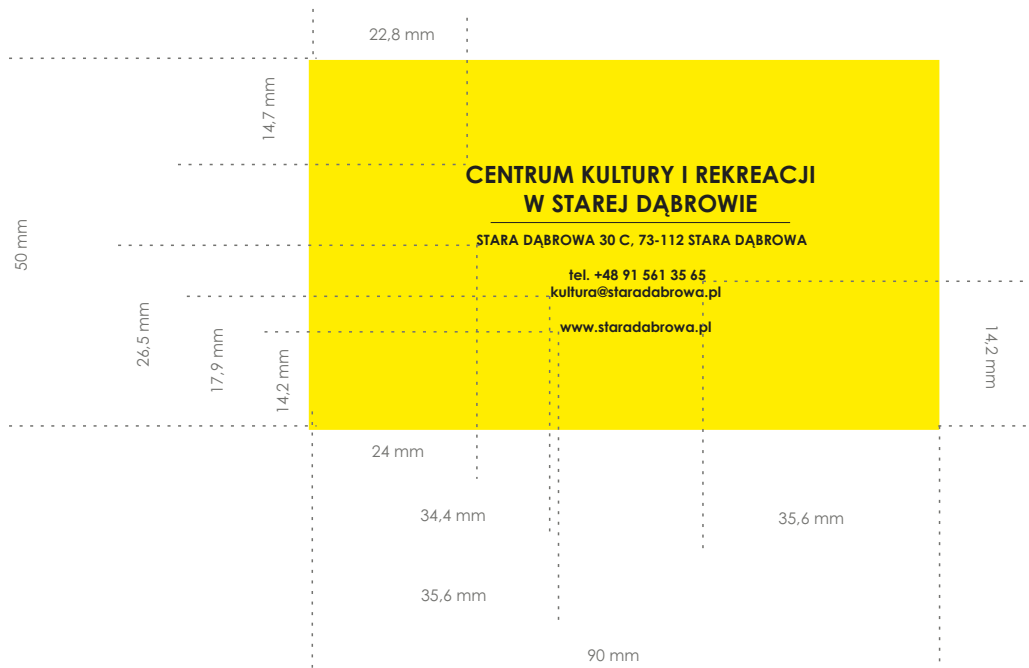 22,8 mm
14,7 mm
50 mm
CENTRUM KULTURY I REKREACJI
W STAREJ DĄBROWIE
STARA DĄBROWA 30 C, 73-112 STARA DĄBROWA
tel. +48 91 561 35 65
kultura@staradabrowa.pl
www.staradabrowa.pl
26,5 mm
17,9 mm
14,2 mm
14,2 mm
24 mm
34,4 mm
35,6 mm
35,6 mm
90 mm